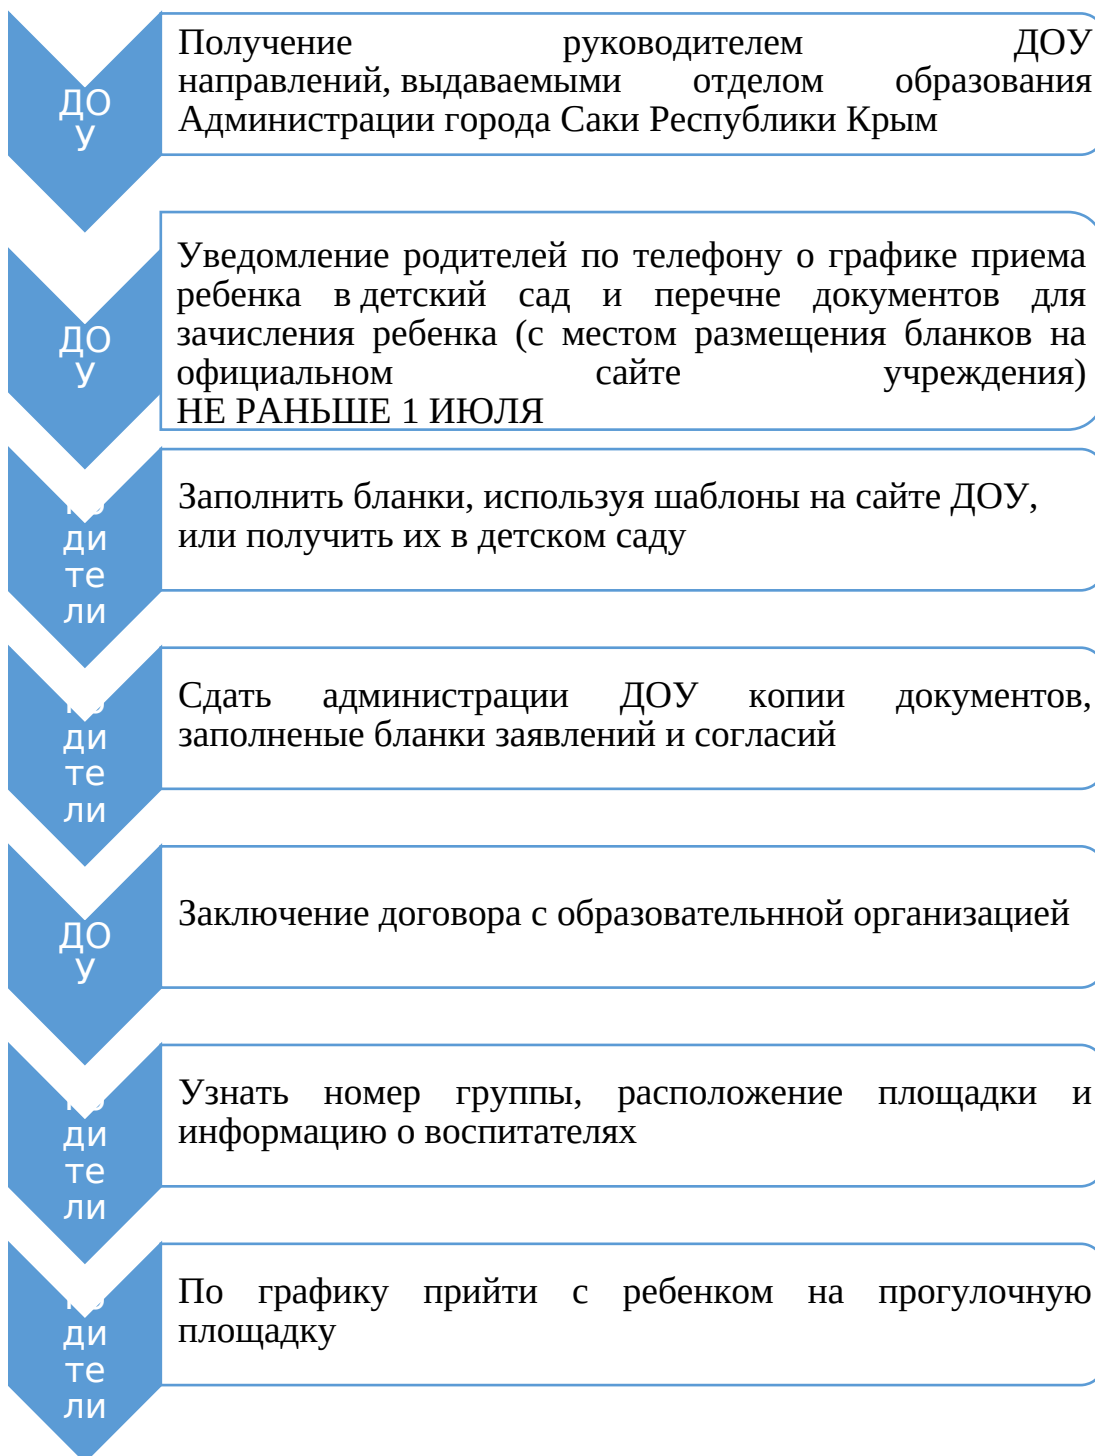 ДО
У
Получение руководителем ДОУ
направлений, выдаваемыми отделом образования
Администрации города Саки Республики Крым
ДО
У
Уведомление родителей по телефону о графике приема
ребенка в детский сад и перечне документов для
зачисления ребенка (с местом размещения бланков на
официальном сайте учреждения)
НЕ РАНЬШЕ 1 ИЮЛЯ
ди
те
ли
Заполнить бланки, используя шаблоны на сайте ДОУ,
или получить их в детском саду
ди
те
ли
Сдать администрации ДОУ копии документов,
заполненые бланки заявлений и согласий
ДО
У
Заключение договора с образовательнной организацией
ди
те
ли
Узнать номер группы, расположение площадки и
информацию о воспитателях
ди
те
ли
По графику прийти с ребенком на прогулочную
площадку